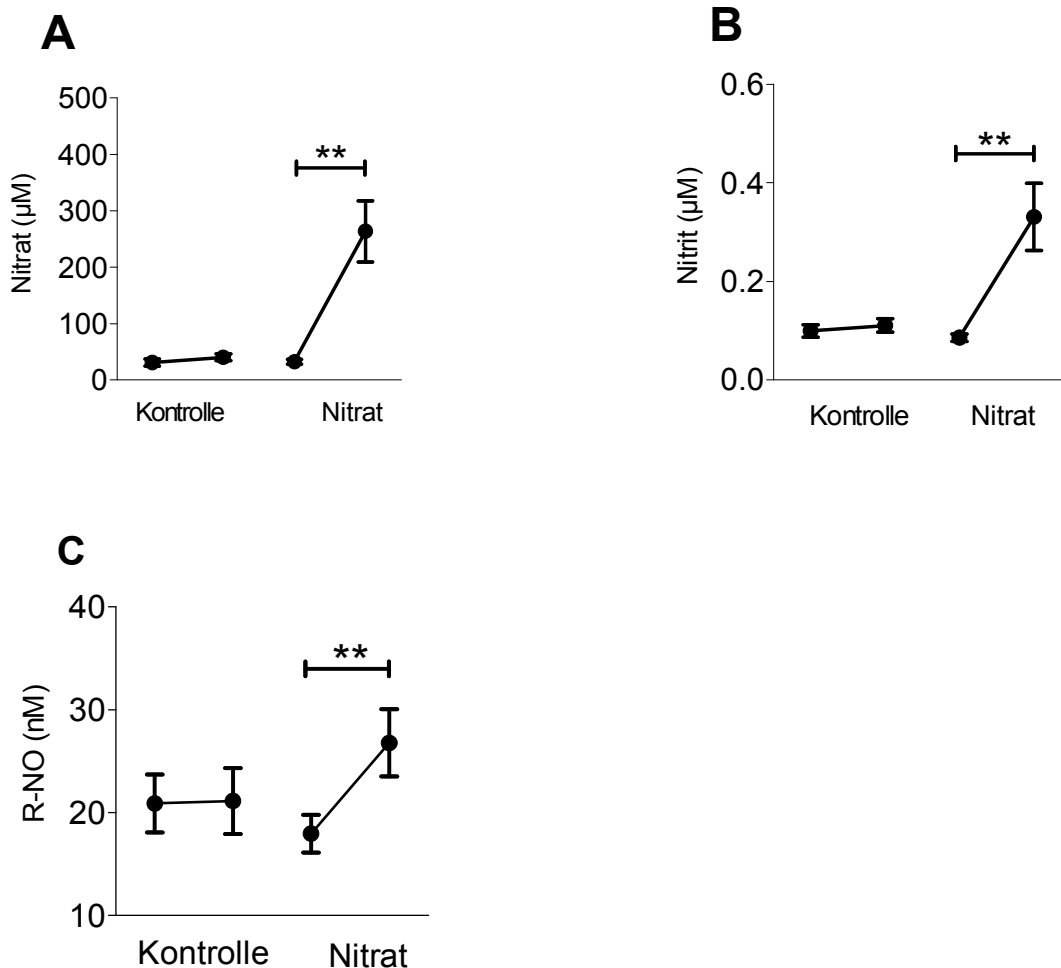 A
Nitrat (µM)
500
400
300
200
100
0
**
Kontrolle
Nitrat
B
Nitrit (µM)
0.6
0.4
0.2
0.0
**
Kontrolle
Nitrat
C
R-NO (nM)
40
30
20
10
**
Kontrolle
Nitrat